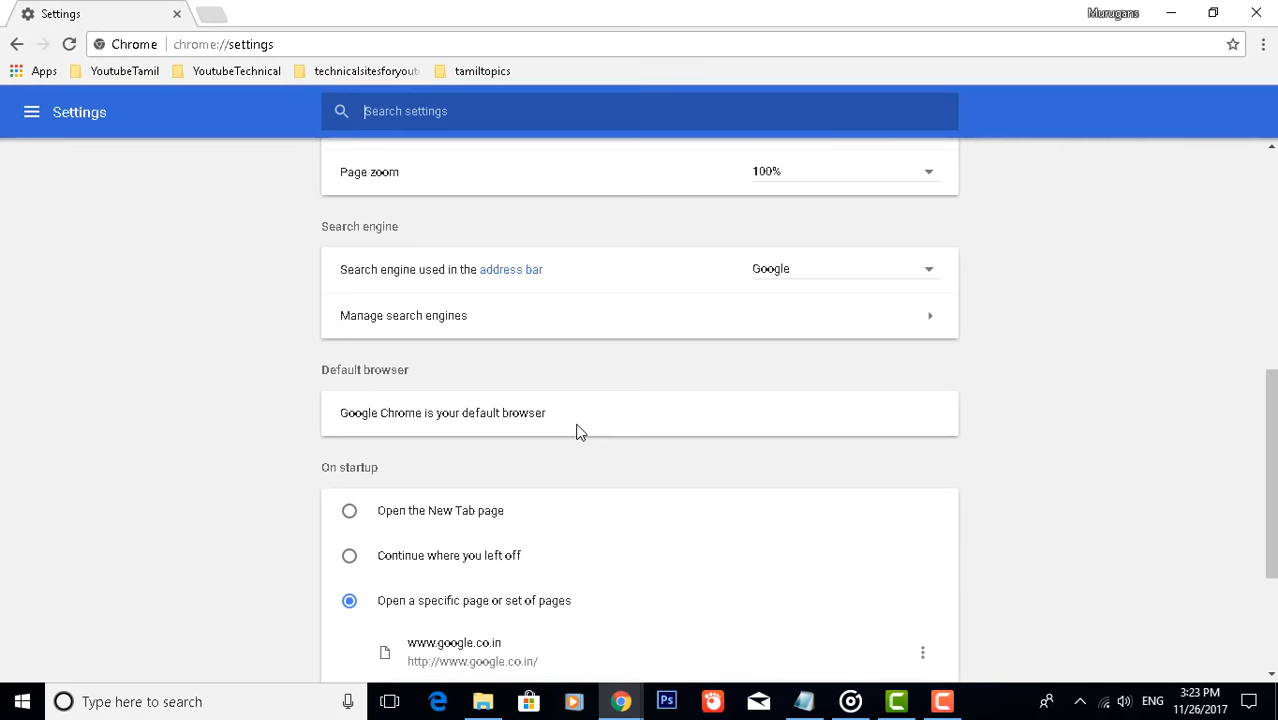 Settings
Murugans
Chrome chrome://settings
Apps YoutubeTamil YoutubeTechnical technicalsitesforyout tamiltopics
Settings Search settings
Page zoom 100%
Search engine
Search engine used in the address bar Google
Manage search engines
Default browser
Google Chrome is your default browser
On startup
Open the New Tab page
Continue where you left off
Open a specific page or set of pages
www.google.co.in
http://www.google.co.in/
Type here to search
Ps
ENG
3:23 PM
11/26/2017